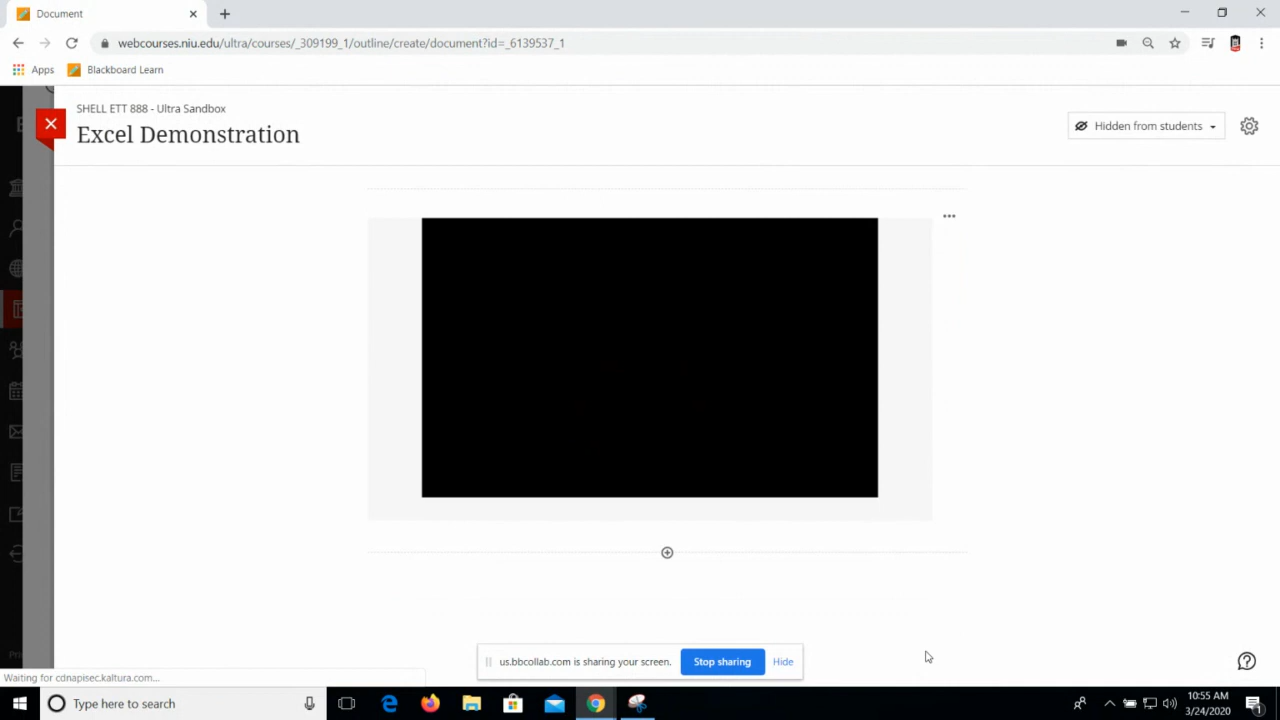 Document
webcourses.niu.edu/ultra/courses/_309199_1/outline/create/document?id=_6139537_1
Apps
Blackboard Learn
SHELL ETT 888 - Ultra Sandbox
Excel Demonstration
Hidden from students
us.bbcollab.com is sharing your screen.
Stop sharing
Hide
Waiting for cdnapisec.kaltura.com...
Type here to search
10:55 AM
3/24/2020
1